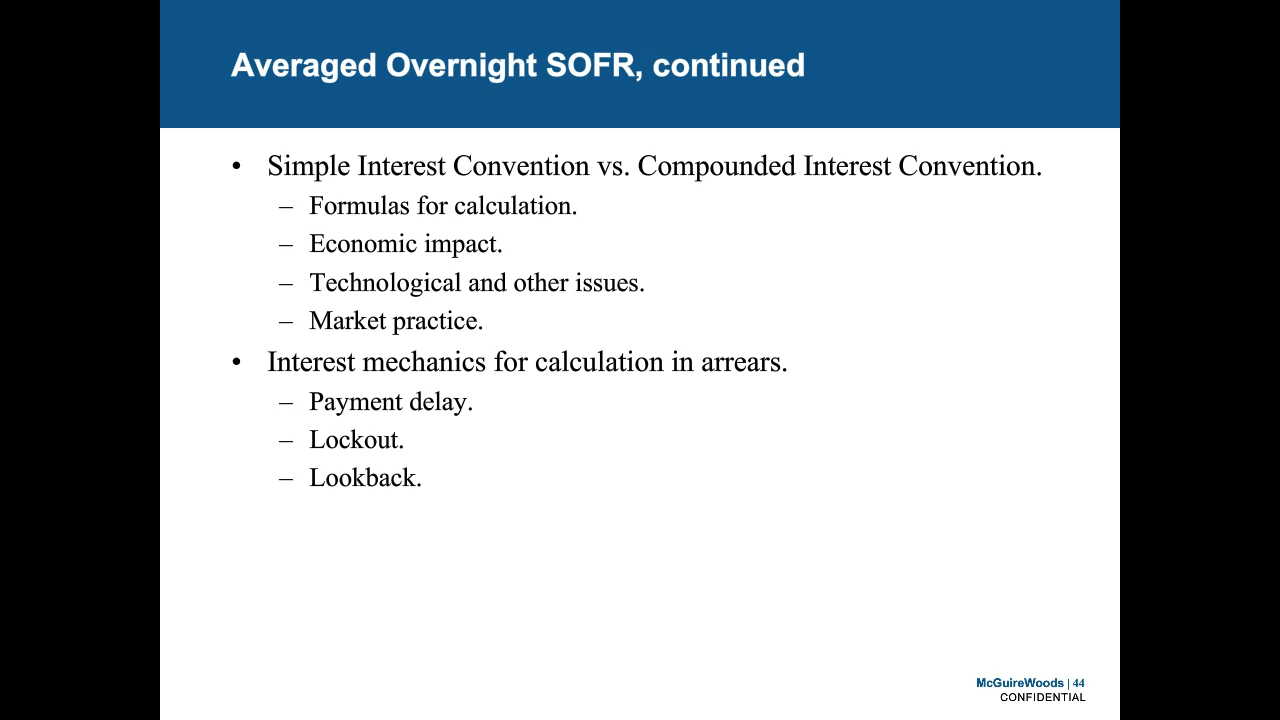 Averaged Overnight SOFR, continued
• Simple Interest Convention vs. Compounded Interest Convention.
– Formulas for calculation.
– Economic impact.
– Technological and other issues.
– Market practice.
• Interest mechanics for calculation in arrears.
– Payment delay.
– Lockout.
– Lookback.
McGuireWoods | 44
CONFIDENTIAL